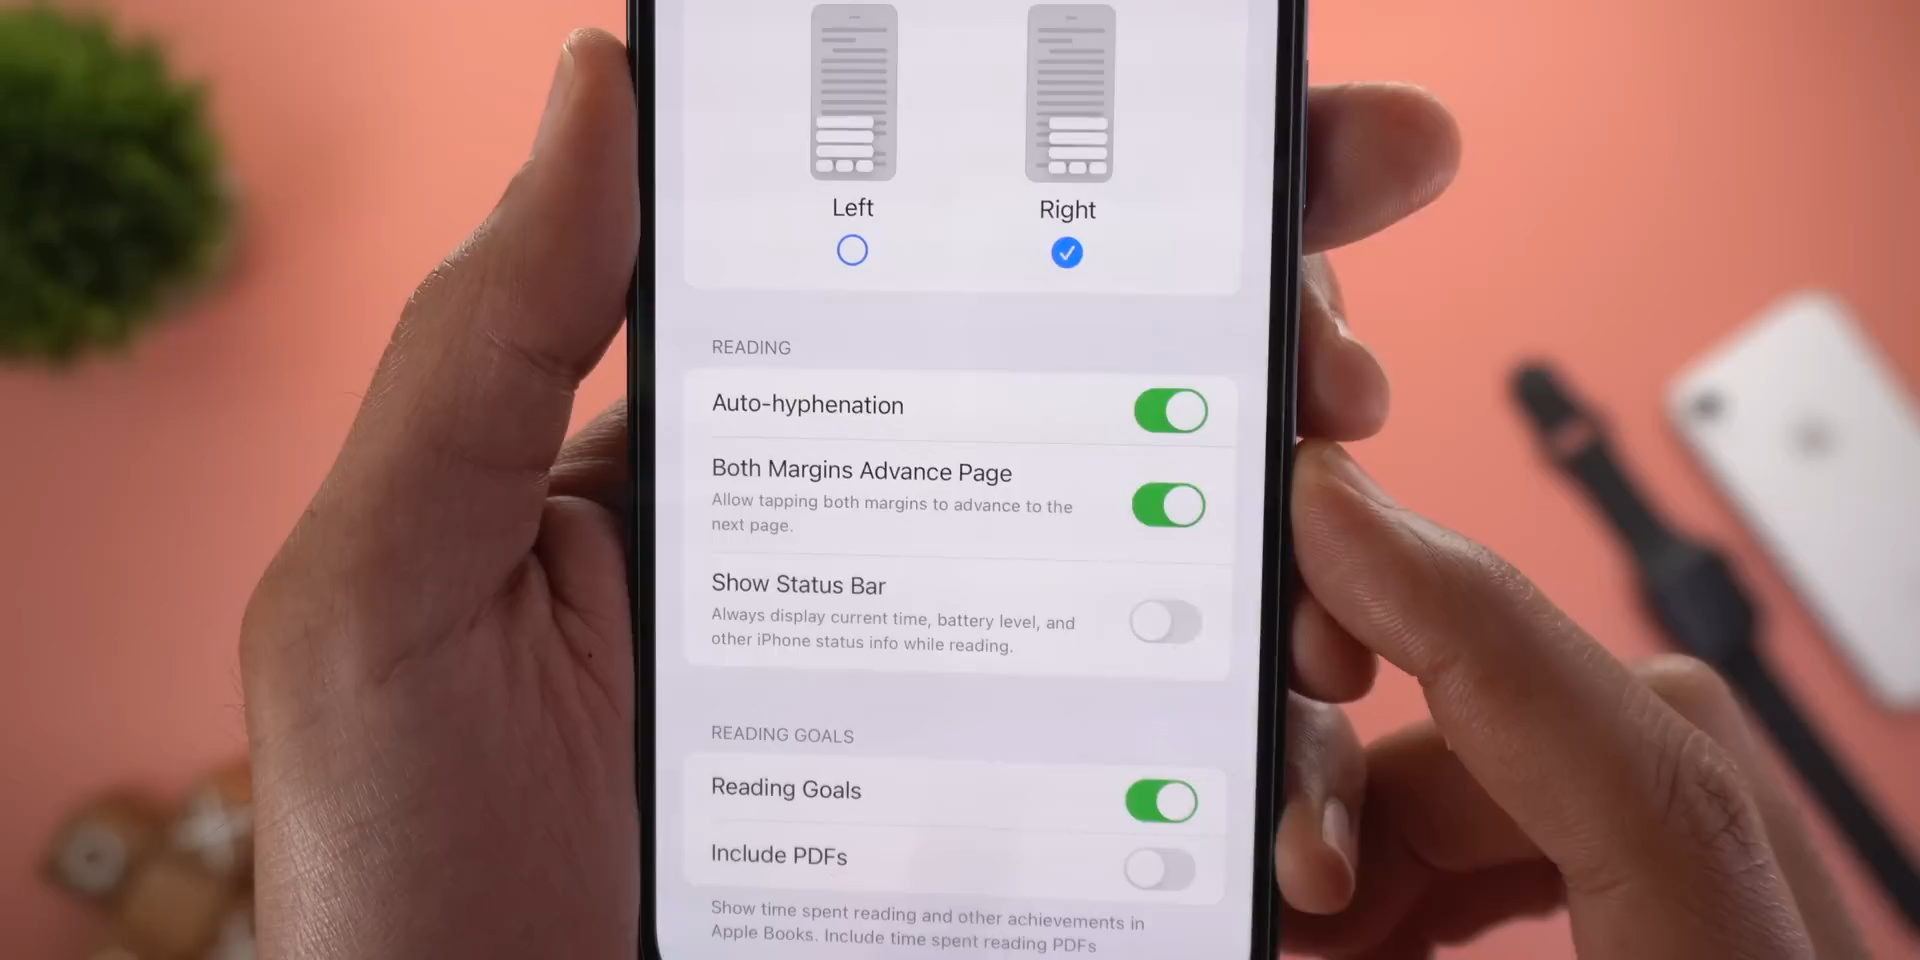 Left
Right
READING
Auto-hyphenation
Both Margins Advance Page
Allow tapping both margins to advance to the
next page.
Show Status Bar
Always display current time, battery level, and
other iPhone status info while reading.
READING GOALS
Reading Goals
Include PDFs
Show time spent reading and other achievements in
Apple Books. Include time spent reading PDFs